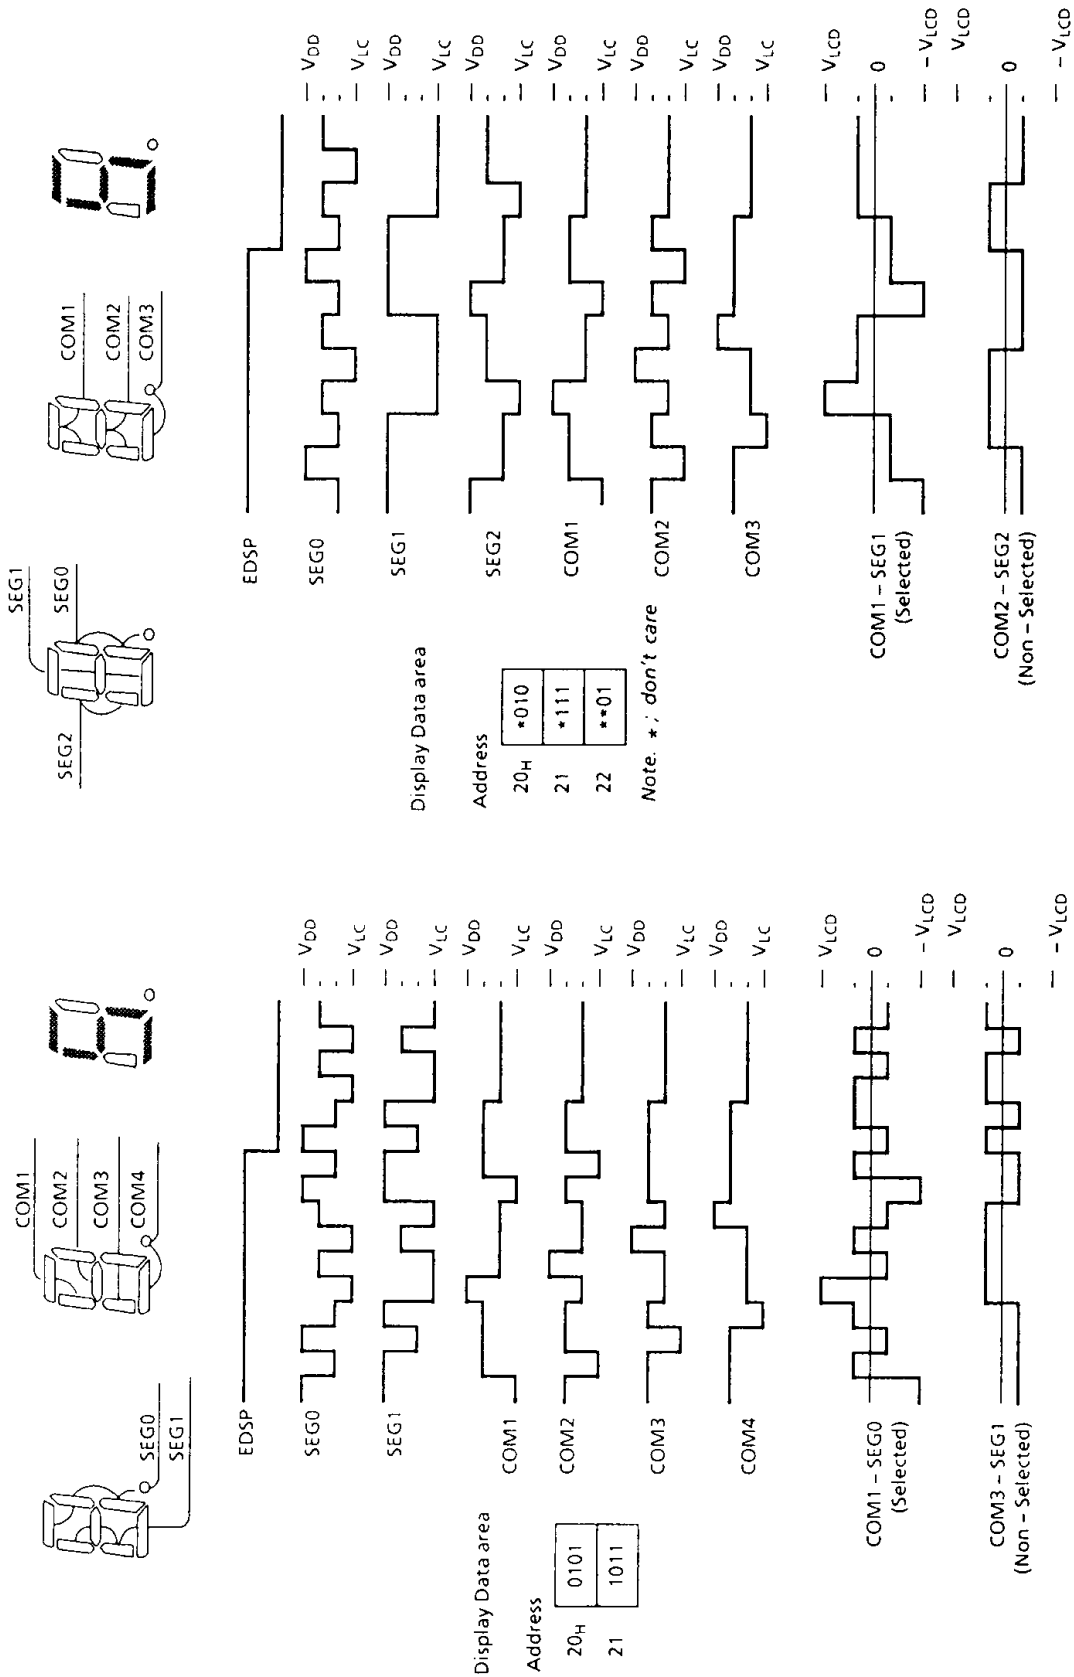 SEG0
SEG1
COM1
COM2
COM3
COM4
EDSP
SEG0
VDD
VLC
SEG1
VDD
VLC
COM1
VDD
VLC
COM2
VDD
VLC
COM3
VDD
VLC
COM4
VDD
VLC
Display Data area
Address
20H 0101
21 1011
COM1 – SEG0
(Selected)
VLCD
0
– VLCD
COM3 – SEG1
(Non – Selected)
VLCD
0
– VLCD
SEG1
SEG0
SEG2
COM1
COM2
COM3
EDSP
SEG0
VDD
VLC
SEG1
VDD
VLC
SEG2
VDD
VLC
COM1
VDD
VLC
COM2
VDD
VLC
COM3
VDD
VLC
Display Data area
Address
20H *010
21 *111
22 **01
Note. * ; don't care
COM1 – SEG1
(Selected)
VLCD
0
– VLCD
COM2 – SEG2
(Non – Selected)
VLCD
0
– VLCD